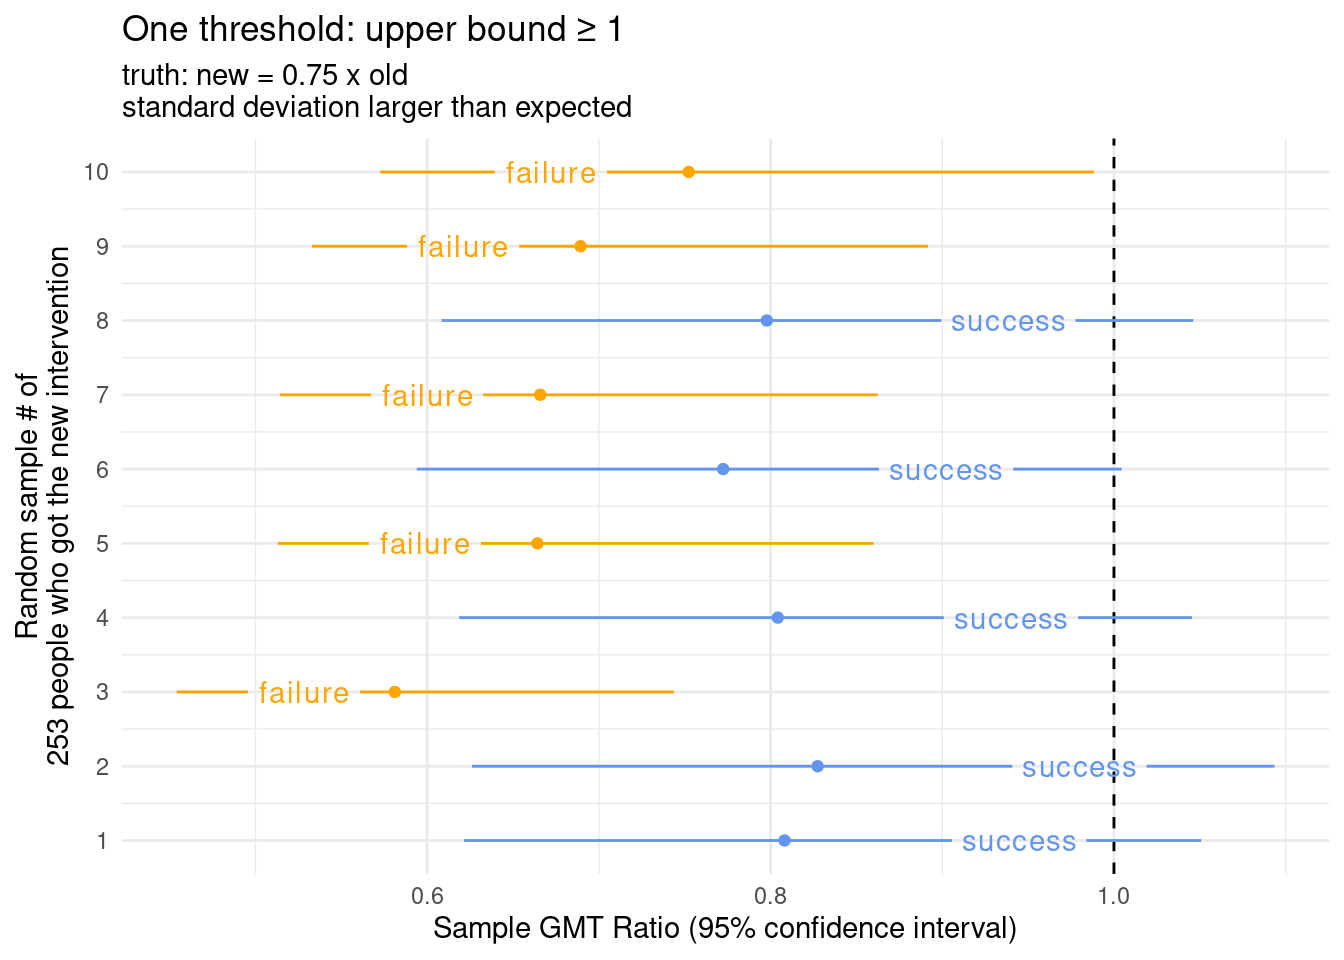 One threshold: upper bound ≥ 1
truth: new = 0.75 x old
standard deviation larger than expected
Random sample # of
253 people who got the new intervention
10
failure
9
failure
8
success
7
failure
6
success
5
failure
4
success
3
failure
2
success
1
success
0.6
0.8
1.0
Sample GMT Ratio (95% confidence interval)